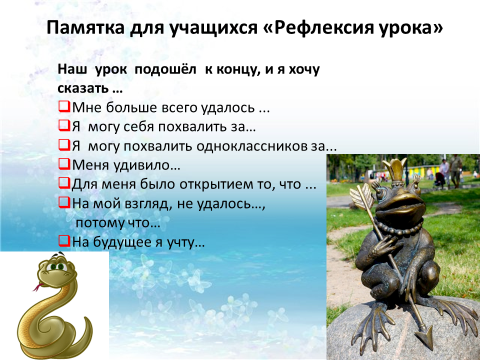 Памятка для учащихся «Рефлексия урока»
Наш урок подошёл к концу, и я хочу
сказать …
Мне больше всего удалось ...
Я могу себя похвалить за…
Я могу похвалить одноклассников за...
Меня удивило…
Для меня было открытием то, что ...
На мой взгляд, не удалось…,
потому что…
На будущее я учту…